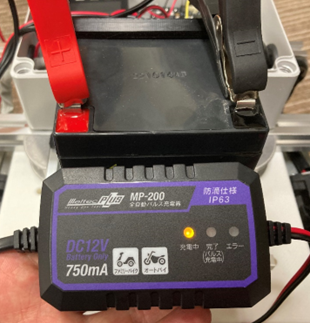 Meltec Plug
MP-200
全自動パルス充電器
防滴仕様
IP63
DC12V
Battery Only
750mA
ファミリーバイク
オートバイ
充電中
完了
(パルス
充電中)
エラー